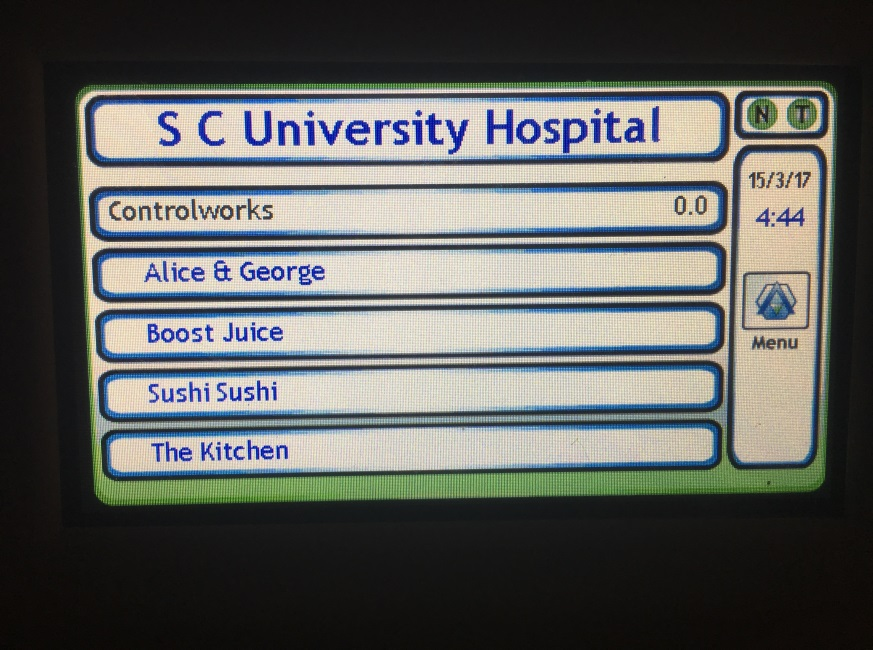 S C University Hospital
N T
15/3/17
4:44
Controlworks 0.0
Alice & George
Boost Juice
Sushi Sushi
The Kitchen
Menu